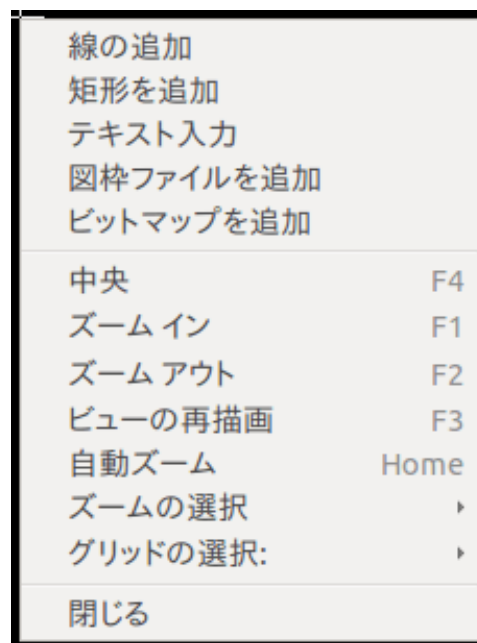 線の追加
矩形を追加
テキスト入力
図枠ファイルを追加
ビットマップを追加
中央 F4
ズーム イン F1
ズーム アウト F2
ビューの再描画 F3
自動ズーム Home
ズームの選択
グリッドの選択:
閉じる